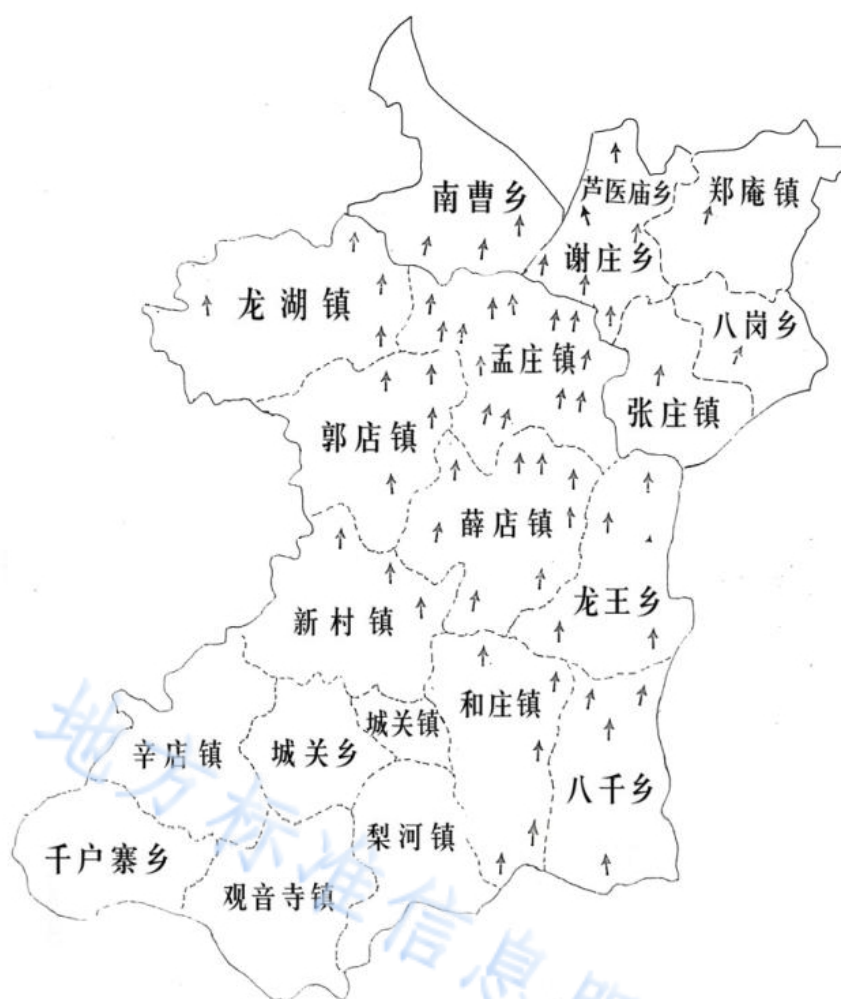 南曹乡
芦医庙乡
郑庵镇
谢庄乡
龙湖镇
八岗乡
孟庄镇
张庄镇
郭店镇
薛店镇
龙王乡
新村镇
和庄镇
城关镇
辛店镇
城关乡
八千乡
梨河镇
千户寨乡
观音寺镇
地方标准信息